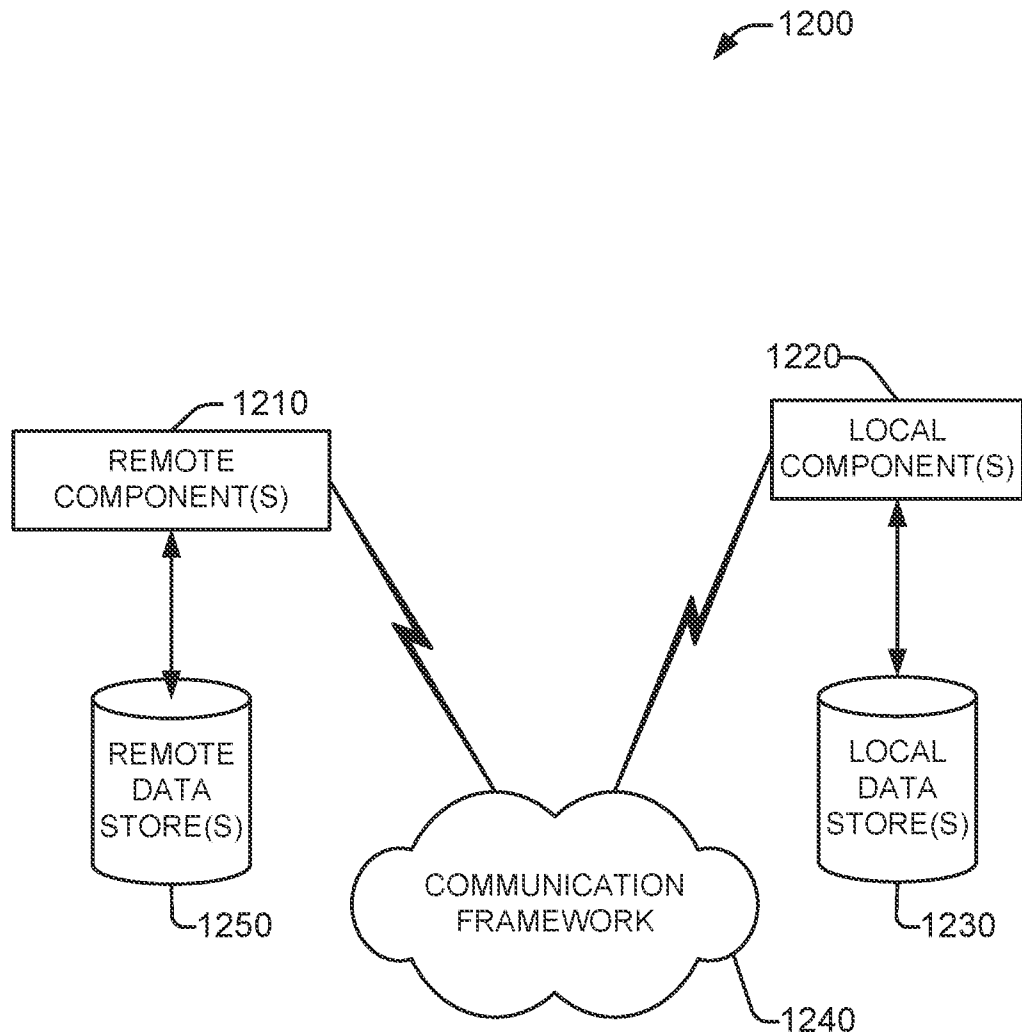 1200
1220
1210
REMOTE
COMPONENT(S)
LOCAL
COMPONENT(S)
REMOTE
DATA
STORE(S)
LOCAL
DATA
STORE(S)
COMMUNICATION
FRAMEWORK
1250
1230
1240